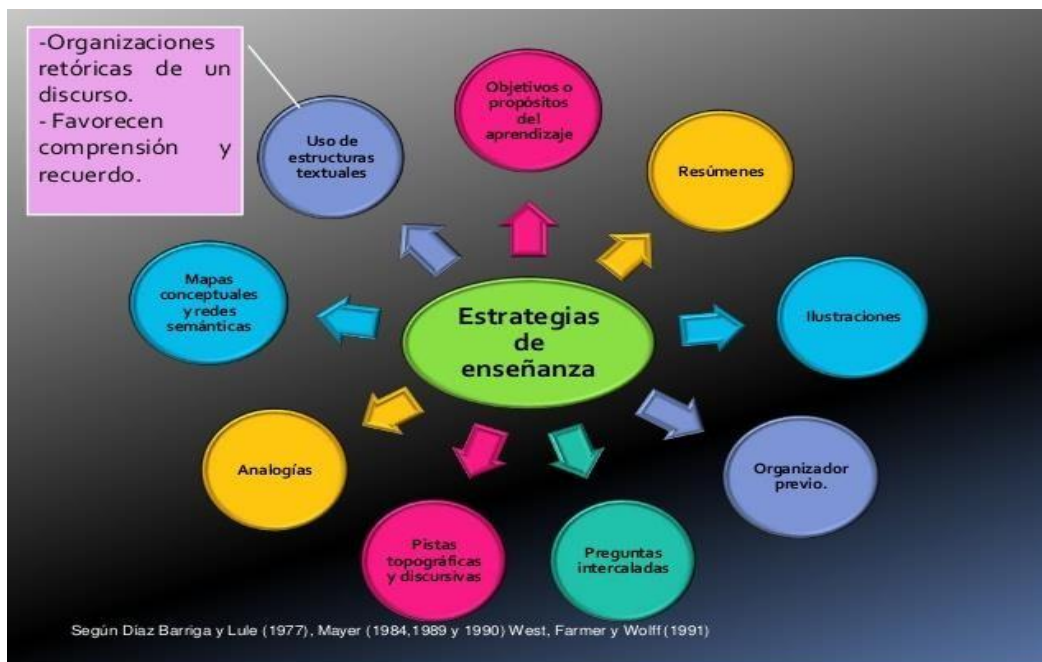 -Organizaciones
retóricas de un
discurso.
- Favorecen
comprensión y
recuerdo.
Objetivos o
propósitos
del
aprendizaje
Uso de
estructuras
textuales
Resúmenes
Mapas
conceptuales
y redes
semánticas
Estrategias
de
enseñanza
Ilustraciones
Analogías
Organizador
previo.
Pistas
topográficas
y discursivas
Preguntas
intercaladas
Según Díaz Barriga y Lule (1977), Mayer (1984,1989 y 1990) West, Farmer y Wolff (1991)